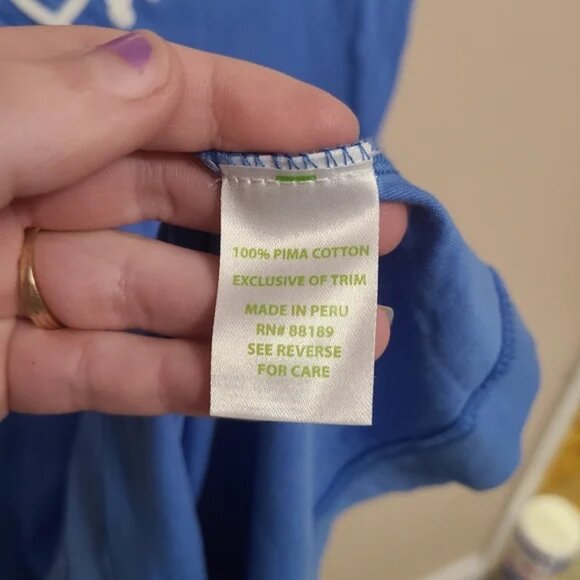 100% PIMA COTTON
EXCLUSIVE OF TRIM
MADE IN PERU
RN# 88189
SEE REVERSE
FOR CARE